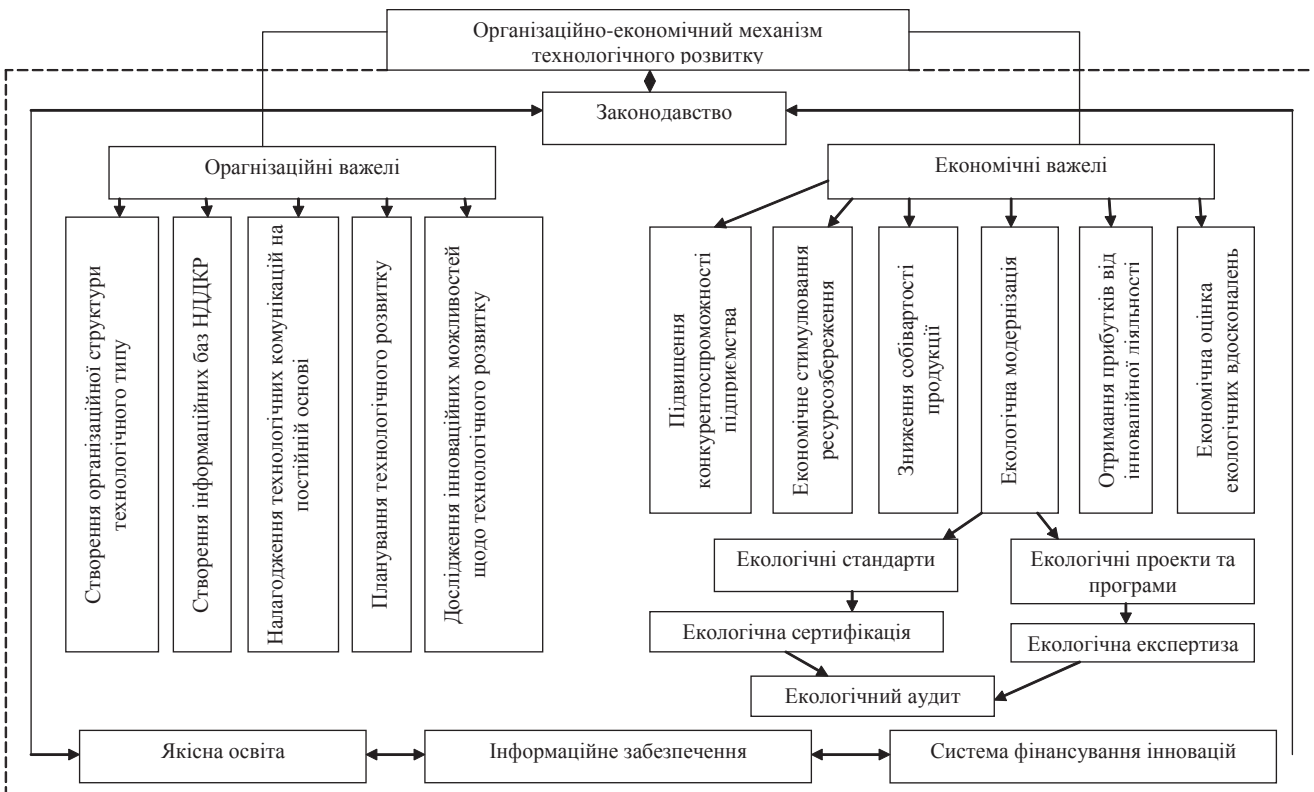 Організаційно-економічний механізм
технологічного розвитку
Законодавство
Орагнізаційні важелі
Економічні важелі
Створення організаційної структури
технологічного типу
Створення інформаційних баз НДДКР
Налагодження технологічних комунікацій на
постійній основі
Планування технологічного розвитку
Дослідження інноваційних можливостей
щодо технологічного розвитку
Підвищення
конкурентоспроможності
підприємства
Економічне стимулювання
ресурсозбереження
Зниження собівартості
продукції
Екологічна модернізація
Отримання прибутків від
інноваційної ліяльності
Економічна оцінка
екологічних вдосконалень
Екологічні стандарти
Екологічні проекти та
програми
Екологічна сертифікація
Екологічна експертиза
Екологічний аудит
Якісна освіта
Інформаційне забезпечення
Система фінансування інновацій